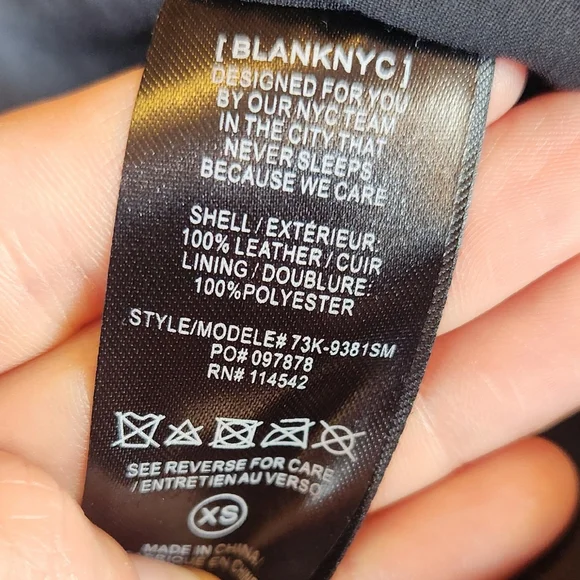 [BLANKNYC]
DESIGNED FOR YOU
BY OUR NYC TEAM
IN THE CITY THAT
NEVER SLEEPS
BECAUSE WE CARE
SHELL / EXTÉRIEUR:
100% LEATHER / CUIR
LINING / DOUBLURE:
100%POLYESTER
STYLE/MODELE# 73K-9381SM
PO# 097878
RN# 114542
SEE REVERSE FOR CARE
/ ENTRETIEN AU VERSO
XS
MADE IN CHINA/
EN